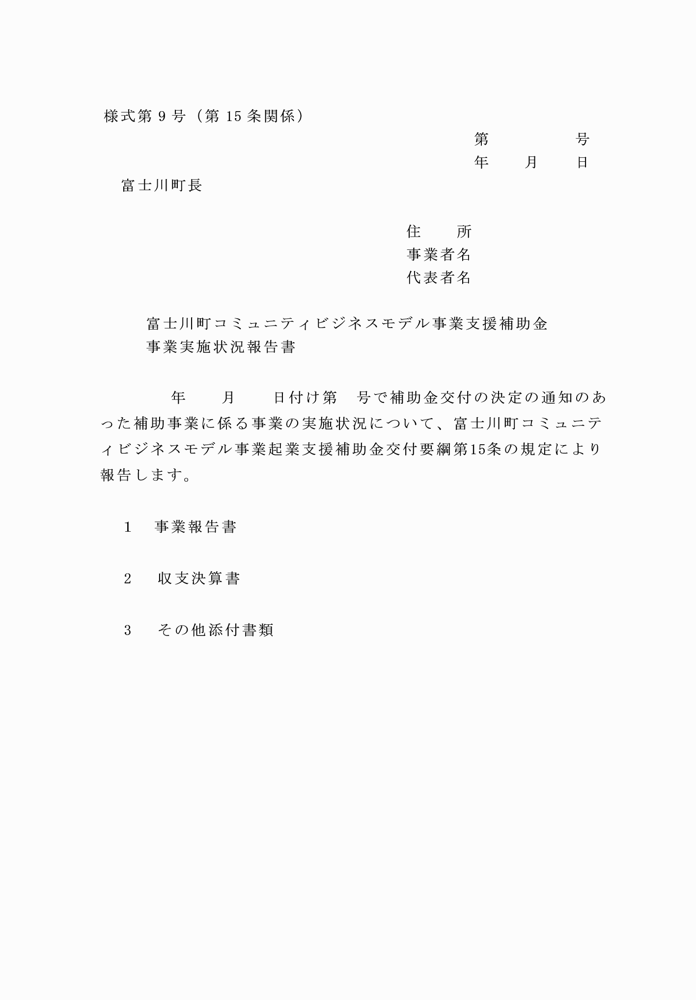 様式第 9 号（第 15 条関係）
第　　　　　号
年　　月　　日
富士川町長
住　　所
事業者名
代表者名
富士川町コミュニティビジネスモデル事業支援補助金
事業実施状況報告書
年　　月　　日付け第　号で補助金交付の決定の通知のあ
った補助事業に係る事業の実施状況について、富士川町コミュニテ
ィビジネスモデル事業起業支援補助金交付要綱第15条の規定により
報告します。
1　事業報告書
2　収支決算書
3　その他添付書類